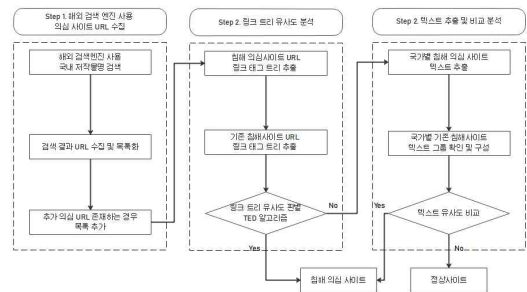 Step 1. 해외 검색 엔진 사용
의심 사이트 URL 수집
해외 검색엔진 사용
국내 저작물명 검색
검색 결과 URL 수집 및 목록화
추가 의심 URL 존재하는 경우
목록 추가
Step 2. 링크 트리 유사도 분석
침해 의심사이트 URL
링크 태그 트리 추출
기존 침해사이트 URL
링크 태그 트리 추출
링크 트리 유사도 판별
TED 알고리즘
No
Yes
Step 2. 텍스트 추출 및 비교 분석
국가별 침해 의심 사이트
텍스트 추출
국가별 기존 침해사이트
텍스트 그룹 확인 및 구성
텍스트 유사도 비교
Yes
No
침해 의심 사이트
정상사이트